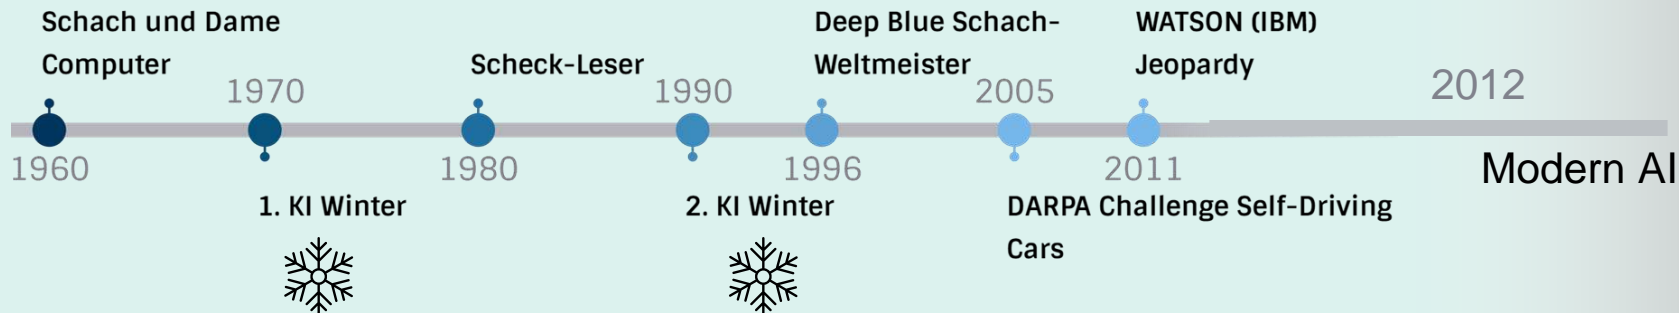 Schach und Dame
Computer
1960
1970
1. KI Winter
Scheck-Leser
1980
1990
2. KI Winter
Deep Blue Schach-
Weltmeister
1996
2005
DARPA Challenge Self-Driving
Cars
WATSON (IBM)
Jeopardy
2011
2012
Modern AI